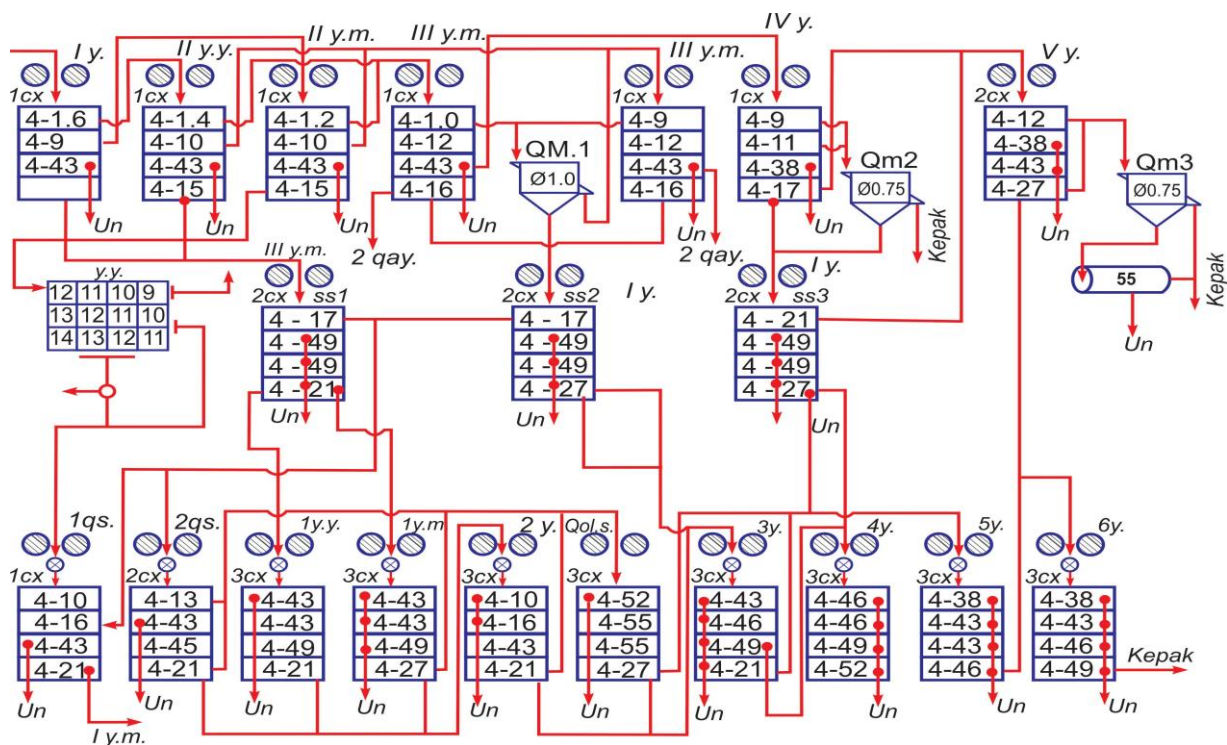 I y. II y.y. II y.m. III y.m. III y.m. IV y. V y.
1cx 1cx 1cx 1cx 1cx 1cx 2cx
4-1.6
4-9
4-43
4-1.4
4-10
4-43
4-15
4-1.2
4-10
4-43
4-15
4-1.0
4-12
4-43
4-16
QM.1
Ø1.0
4-9
4-12
4-43
4-16
4-9
4-11
4-38
4-17
Qm2
Ø0.75
4-12
4-38
4-43
4-27
Qm3
Ø0.75
Un Un Un Un Un Un Un
2 qay. 2 qay. Kepak Kepak
55
Un
y.y.
12 11 10 9
13 12 11 10
14 13 12 11
III y.m. I y. I y.
2cx ss1 2cx ss2 2cx ss3
4 - 17
4 - 49
4 - 49
4 - 21
4 - 17
4 - 49
4 - 49
4 - 27
4 - 21
4 - 49
4 - 49
4 - 27
Un Un Un
1qs. 2qs. 1y.y. 1y.m 2 y. Qol.s. 3y. 4y. 5y. 6y.
1cx 2cx 3cx 3cx 3cx 3cx 3cx 3cx 3cx 3cx
4-10
4-16
4-43
4-21
4-13
4-43
4-45
4-21
4-43
4-43
4-49
4-21
4-43
4-43
4-49
4-27
4-10
4-16
4-43
4-21
4-52
4-55
4-55
4-27
4-43
4-46
4-49
4-21
4-46
4-46
4-46
4-52
4-38
4-43
4-43
4-46
4-38
4-43
4-46
4-49
Kepak
Un Un Un Un Un Un Un Un Un Un
I y.m.